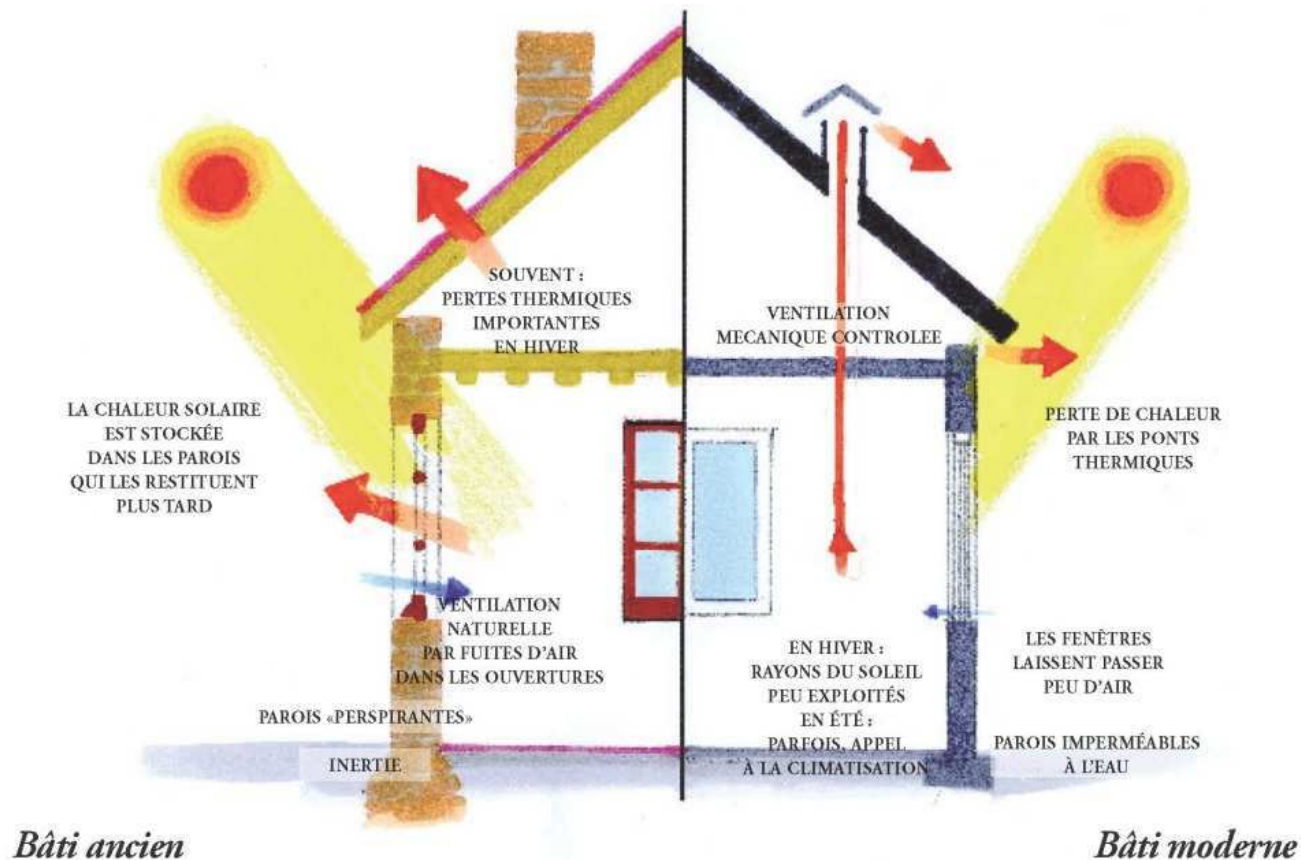 SOUVENT :
PERTES THERMIQUES
IMPORTANTES
EN HIVER
VENTILATION
MECANIQUE CONTROLEE
LA CHALEUR SOLAIRE
EST STOCKÉE
DANS LES PAROIS
QUI LES RESTITUENT
PLUS TARD
PERTE DE CHALEUR
PAR LES PONTS
THERMIQUES
VENTILATION
NATURELLE
PAR FUITES D'AIR
DANS LES OUVERTURES
EN HIVER :
RAYONS DU SOLEIL
PEU EXPLOITÉS
EN ÉTÉ :
PARFOIS, APPEL
À LA CLIMATISATION
LES FENÊTRES
LAISSENT PASSER
PEU D'AIR
PAROIS «PERSPIRANTES»
INERTIE
PAROIS IMPERMÉABLES
À L'EAU
Bâti ancien
Bâti moderne